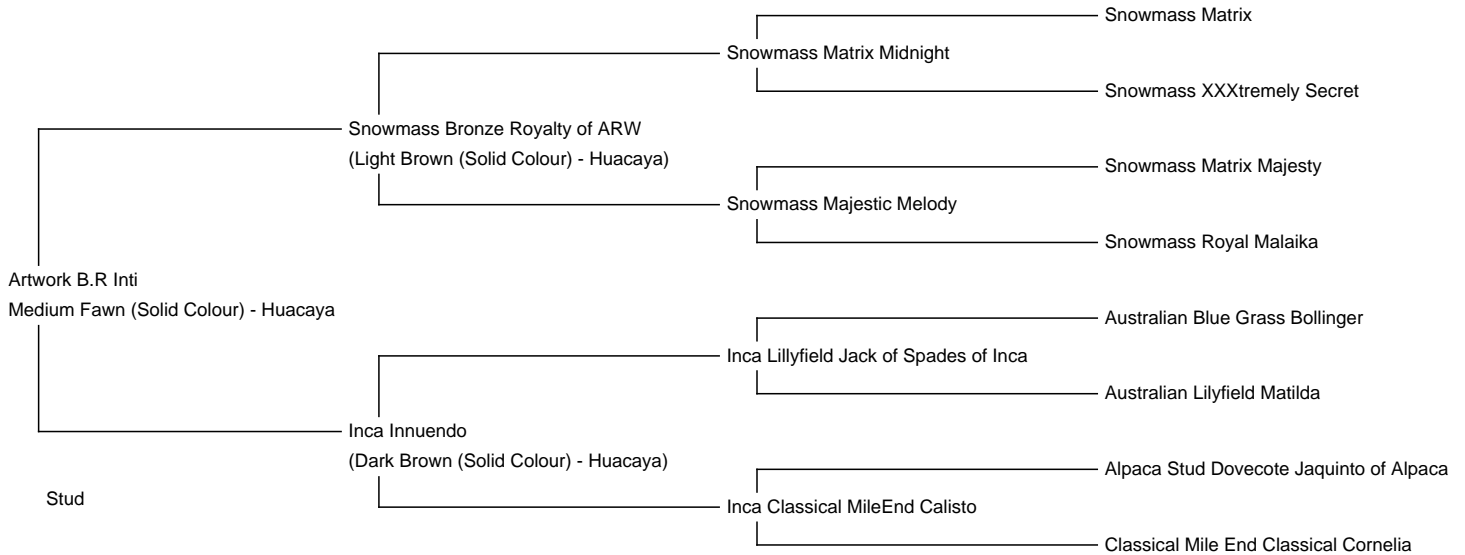 Snowmass Matrix
Snowmass Matrix Midnight
Snowmass XXXtremely Secret
Snowmass Bronze Royalty of ARW
(Light Brown (Solid Colour) - Huacaya)
Snowmass Matrix Majesty
Snowmass Majestic Melody
Snowmass Royal Malaika
Artwork B.R Inti
Medium Fawn (Solid Colour) - Huacaya
Australian Blue Grass Bollinger
Inca Lillyfield Jack of Spades of Inca
Australian Lilyfield Matilda
Inca Innuendo
(Dark Brown (Solid Colour) - Huacaya)
Alpaca Stud Dovecote Jaquinto of Alpaca
Stud
Inca Classical MileEnd Calisto
Classical Mile End Classical Cornelia